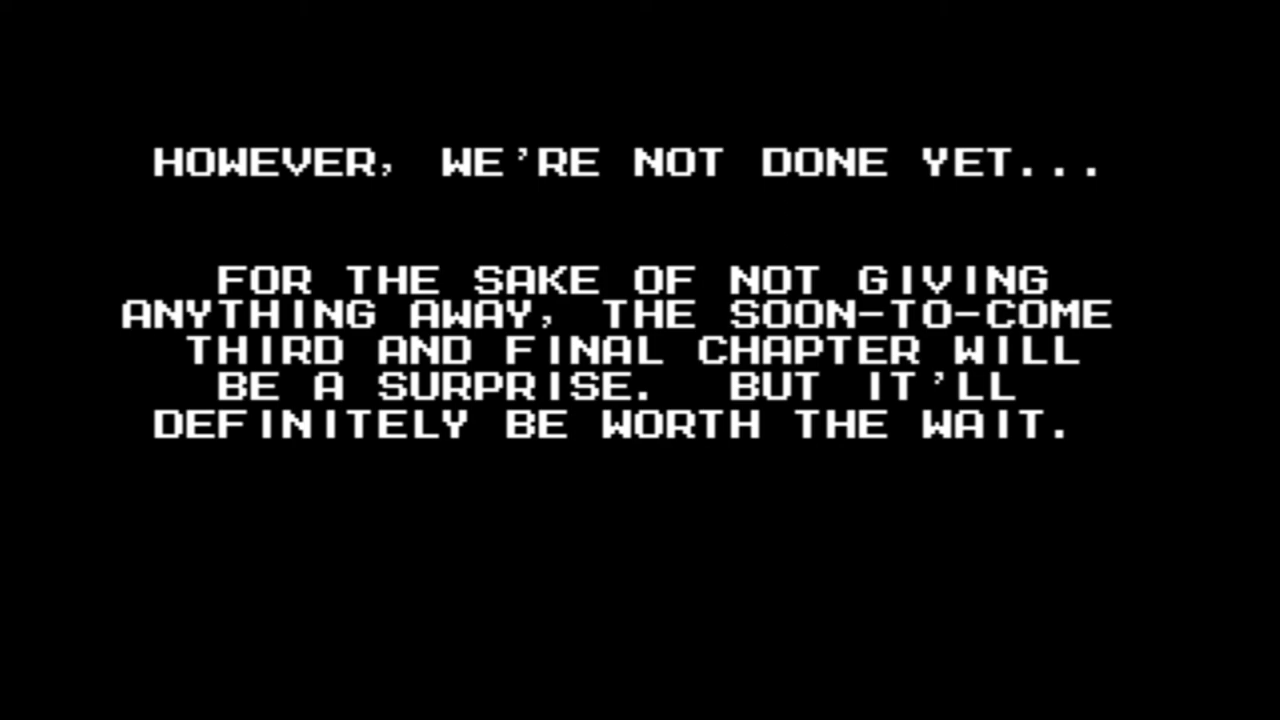 HOWEVER, WE'RE NOT DONE YET...
FOR THE SAKE OF NOT GIVING
ANYTHING AWAY, THE SOON-TO-COME
THIRD AND FINAL CHAPTER WILL
BE A SURPRISE.  BUT IT'LL
DEFINITELY BE WORTH THE WAIT.